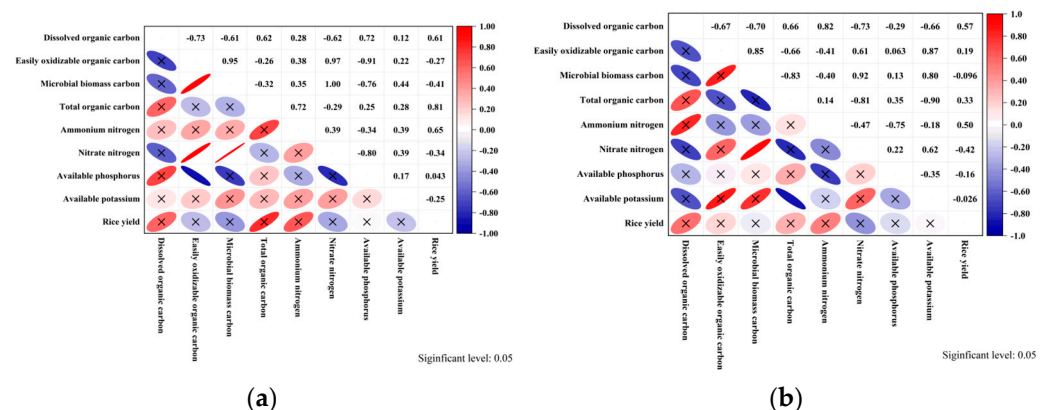 Dissolved organic carbon -0.73 -0.61 0.62 0.28 -0.62 0.72 0.12 0.61
Easily oxidizable organic carbon 0.95 -0.26 0.38 0.97 -0.91 0.22 -0.27
Microbial biomass carbon -0.32 0.35 1.00 -0.76 0.44 -0.41
Total organic carbon 0.72 -0.29 0.25 0.28 0.81
Ammonium nitrogen 0.39 -0.34 0.39 0.65
Nitrate nitrogen -0.80 0.39 -0.34
Available phosphorus 0.17 0.043
Available potassium -0.25
Rice yield
Dissolved organic carbon
Easily oxidizable organic carbon
Microbial biomass carbon
Total organic carbon
Ammonium nitrogen
Nitrate nitrogen
Available phosphorus
Available potassium
Rice yield
1.00
0.80
0.60
0.40
0.20
0.00
-0.20
-0.40
-0.60
-0.80
-1.00
Siginficant level: 0.05
(a)
Dissolved organic carbon -0.67 -0.70 0.66 0.82 -0.73 -0.29 -0.66 0.57
Easily oxidizable organic carbon 0.85 -0.66 -0.41 0.61 0.063 0.87 0.19
Microbial biomass carbon -0.83 -0.40 0.92 0.13 0.80 -0.096
Total organic carbon 0.14 -0.81 0.35 -0.90 0.33
Ammonium nitrogen -0.47 -0.75 -0.18 0.50
Nitrate nitrogen 0.22 0.62 -0.42
Available phosphorus -0.35 -0.16
Available potassium -0.026
Rice yield
Dissolved organic carbon
Easily oxidizable organic carbon
Microbial biomass carbon
Total organic carbon
Ammonium nitrogen
Nitrate nitrogen
Available phosphorus
Available potassium
Rice yield
1.0
0.80
0.60
0.40
0.20
0.0
-0.20
-0.40
-0.60
-0.80
-1.0
Siginficant level: 0.05
(b)